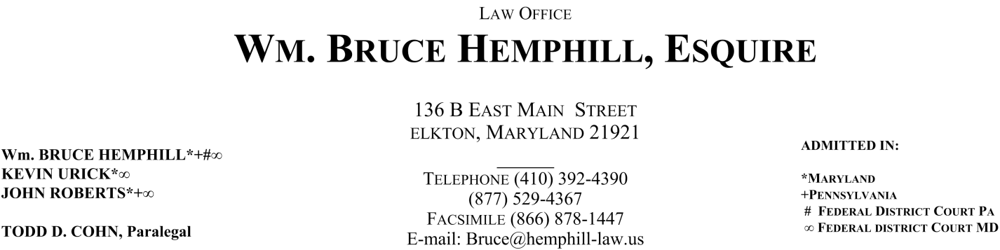 LAW OFFICE
WM. BRUCE HEMPHILL, ESQUIRE
136 B EAST MAIN STREET
ELKTON, MARYLAND 21921
Wm. BRUCE HEMPHILL*+#∞
KEVIN URICK*∞
JOHN ROBERTS*+∞
TODD D. COHN, Paralegal
TELEPHONE (410) 392-4390
(877) 529-4367
FACSIMILE (866) 878-1447
E-mail: Bruce@hemphill-law.us
ADMITTED IN:
*MARYLAND
+PENNSYLVANIA
# FEDERAL DISTRICT COURT PA
∞ FEDERAL DISTRICT COURT MD